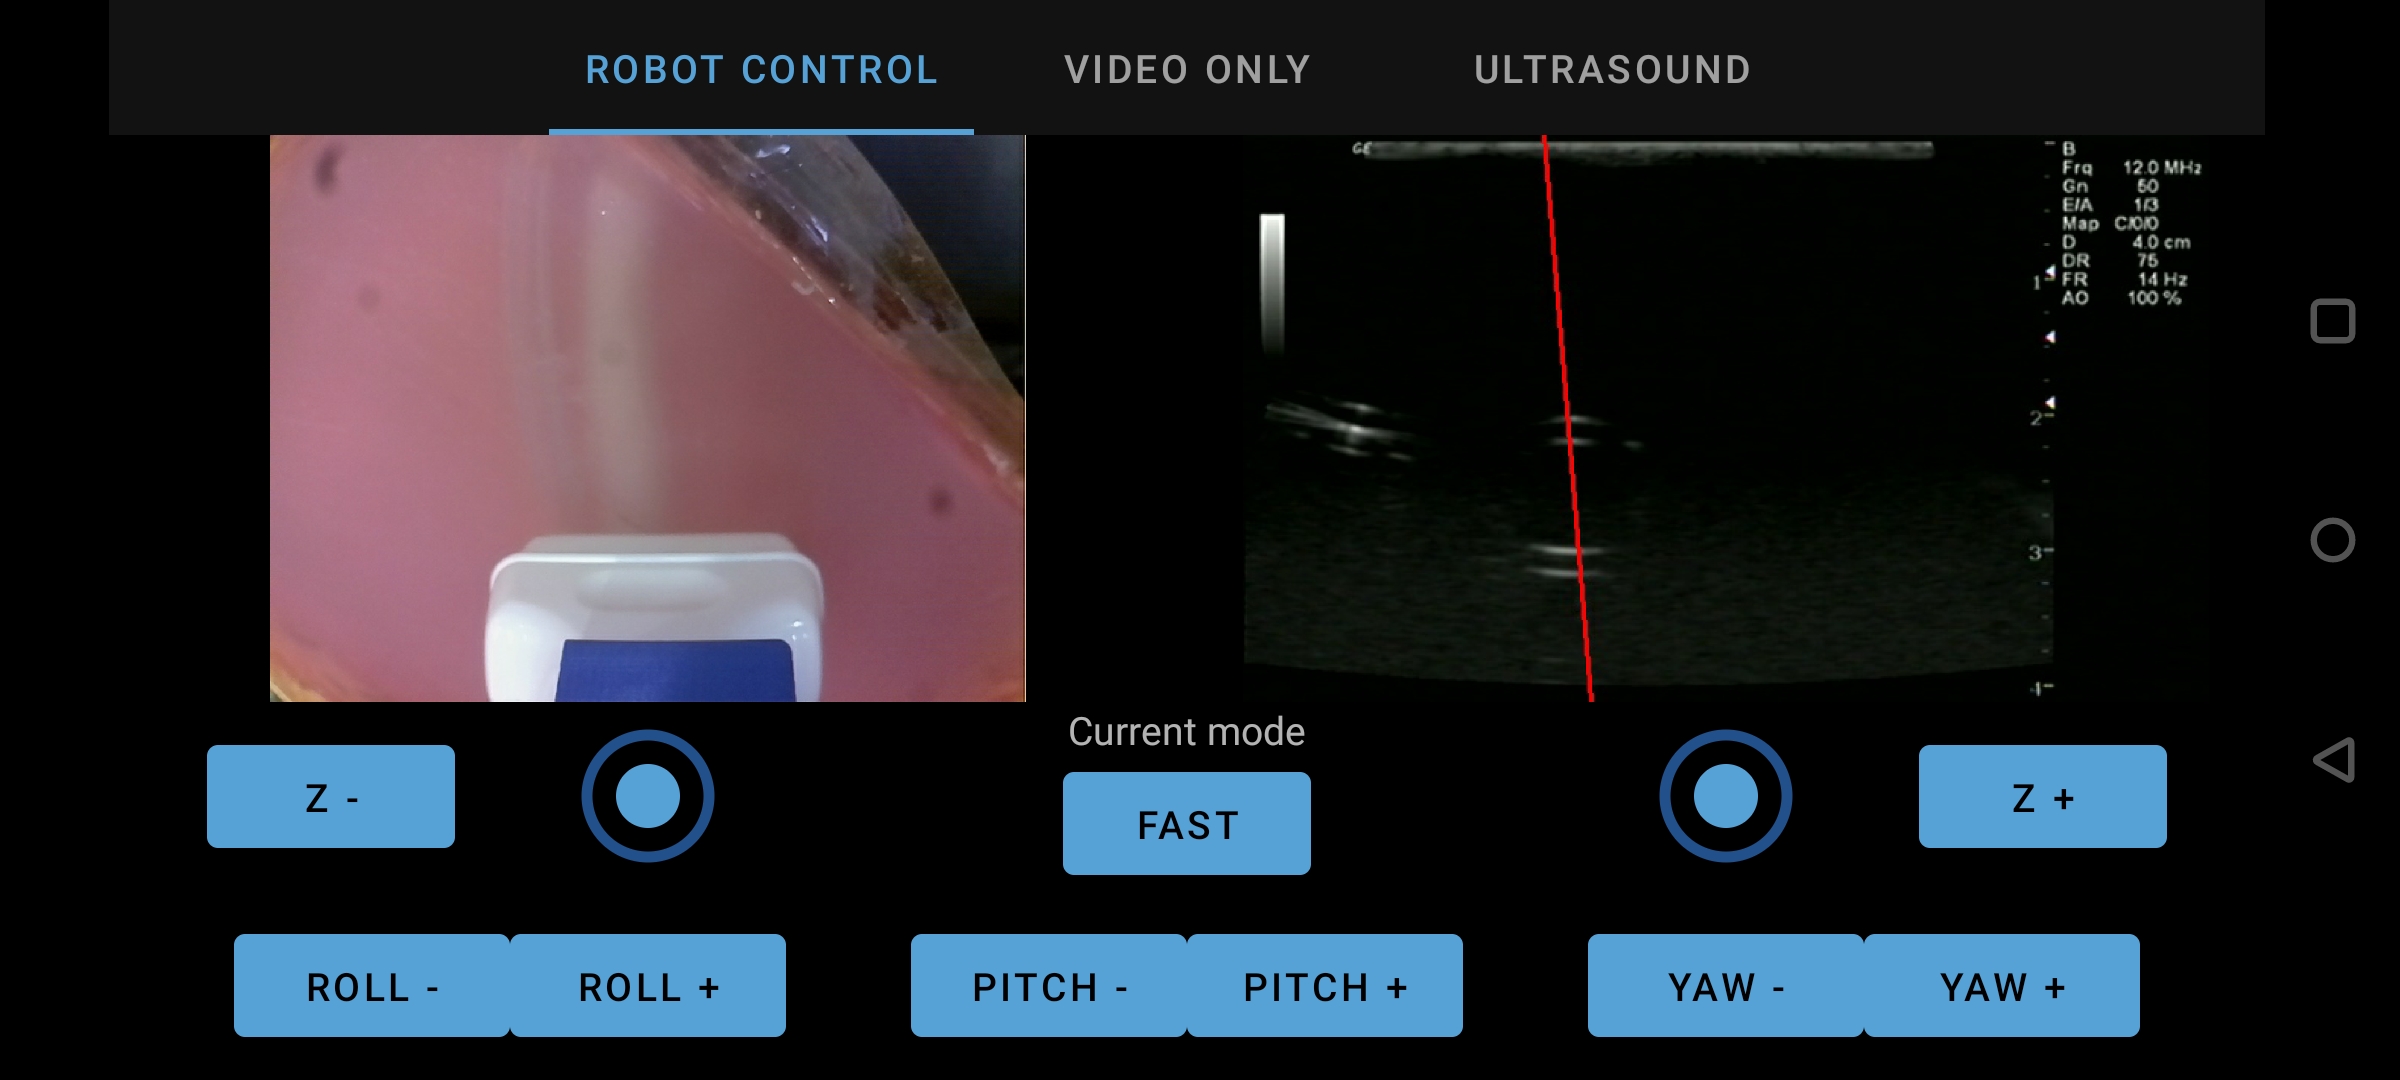 ROBOT CONTROL
VIDEO ONLY
ULTRASOUND
GE
B
Frq 12.0 MHz
Gn 50
E/A 1/3
Map C/0/0
D 4.0 cm
DR 75
FR 14 Hz
AO 100 %
1
2
3
4
Current mode
Z -
FAST
Z +
ROLL -
ROLL +
PITCH -
PITCH +
YAW -
YAW +